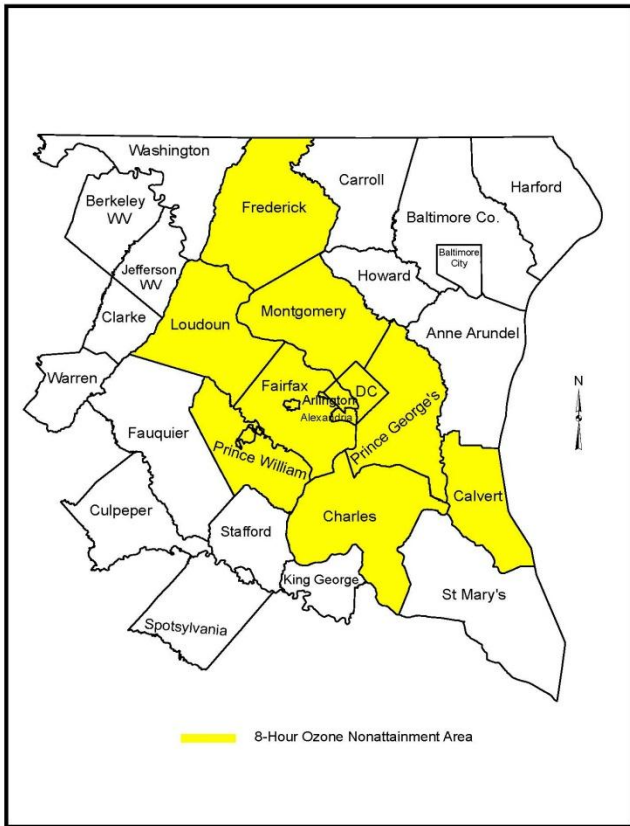 Washington
Carroll
Harford
Berkeley
WV
Frederick
Baltimore Co.
Baltimore
City
Jefferson
WV
Howard
Montgomery
Clarke
Loudoun
Anne Arundel
Warren
Fairfax
DC
Arlington
Alexandria
N
Fauquier
Prince William
Prince George's
Calvert
Culpeper
Charles
Stafford
King George
St Mary's
Spotsylvania
8-Hour Ozone Nonattainment Area